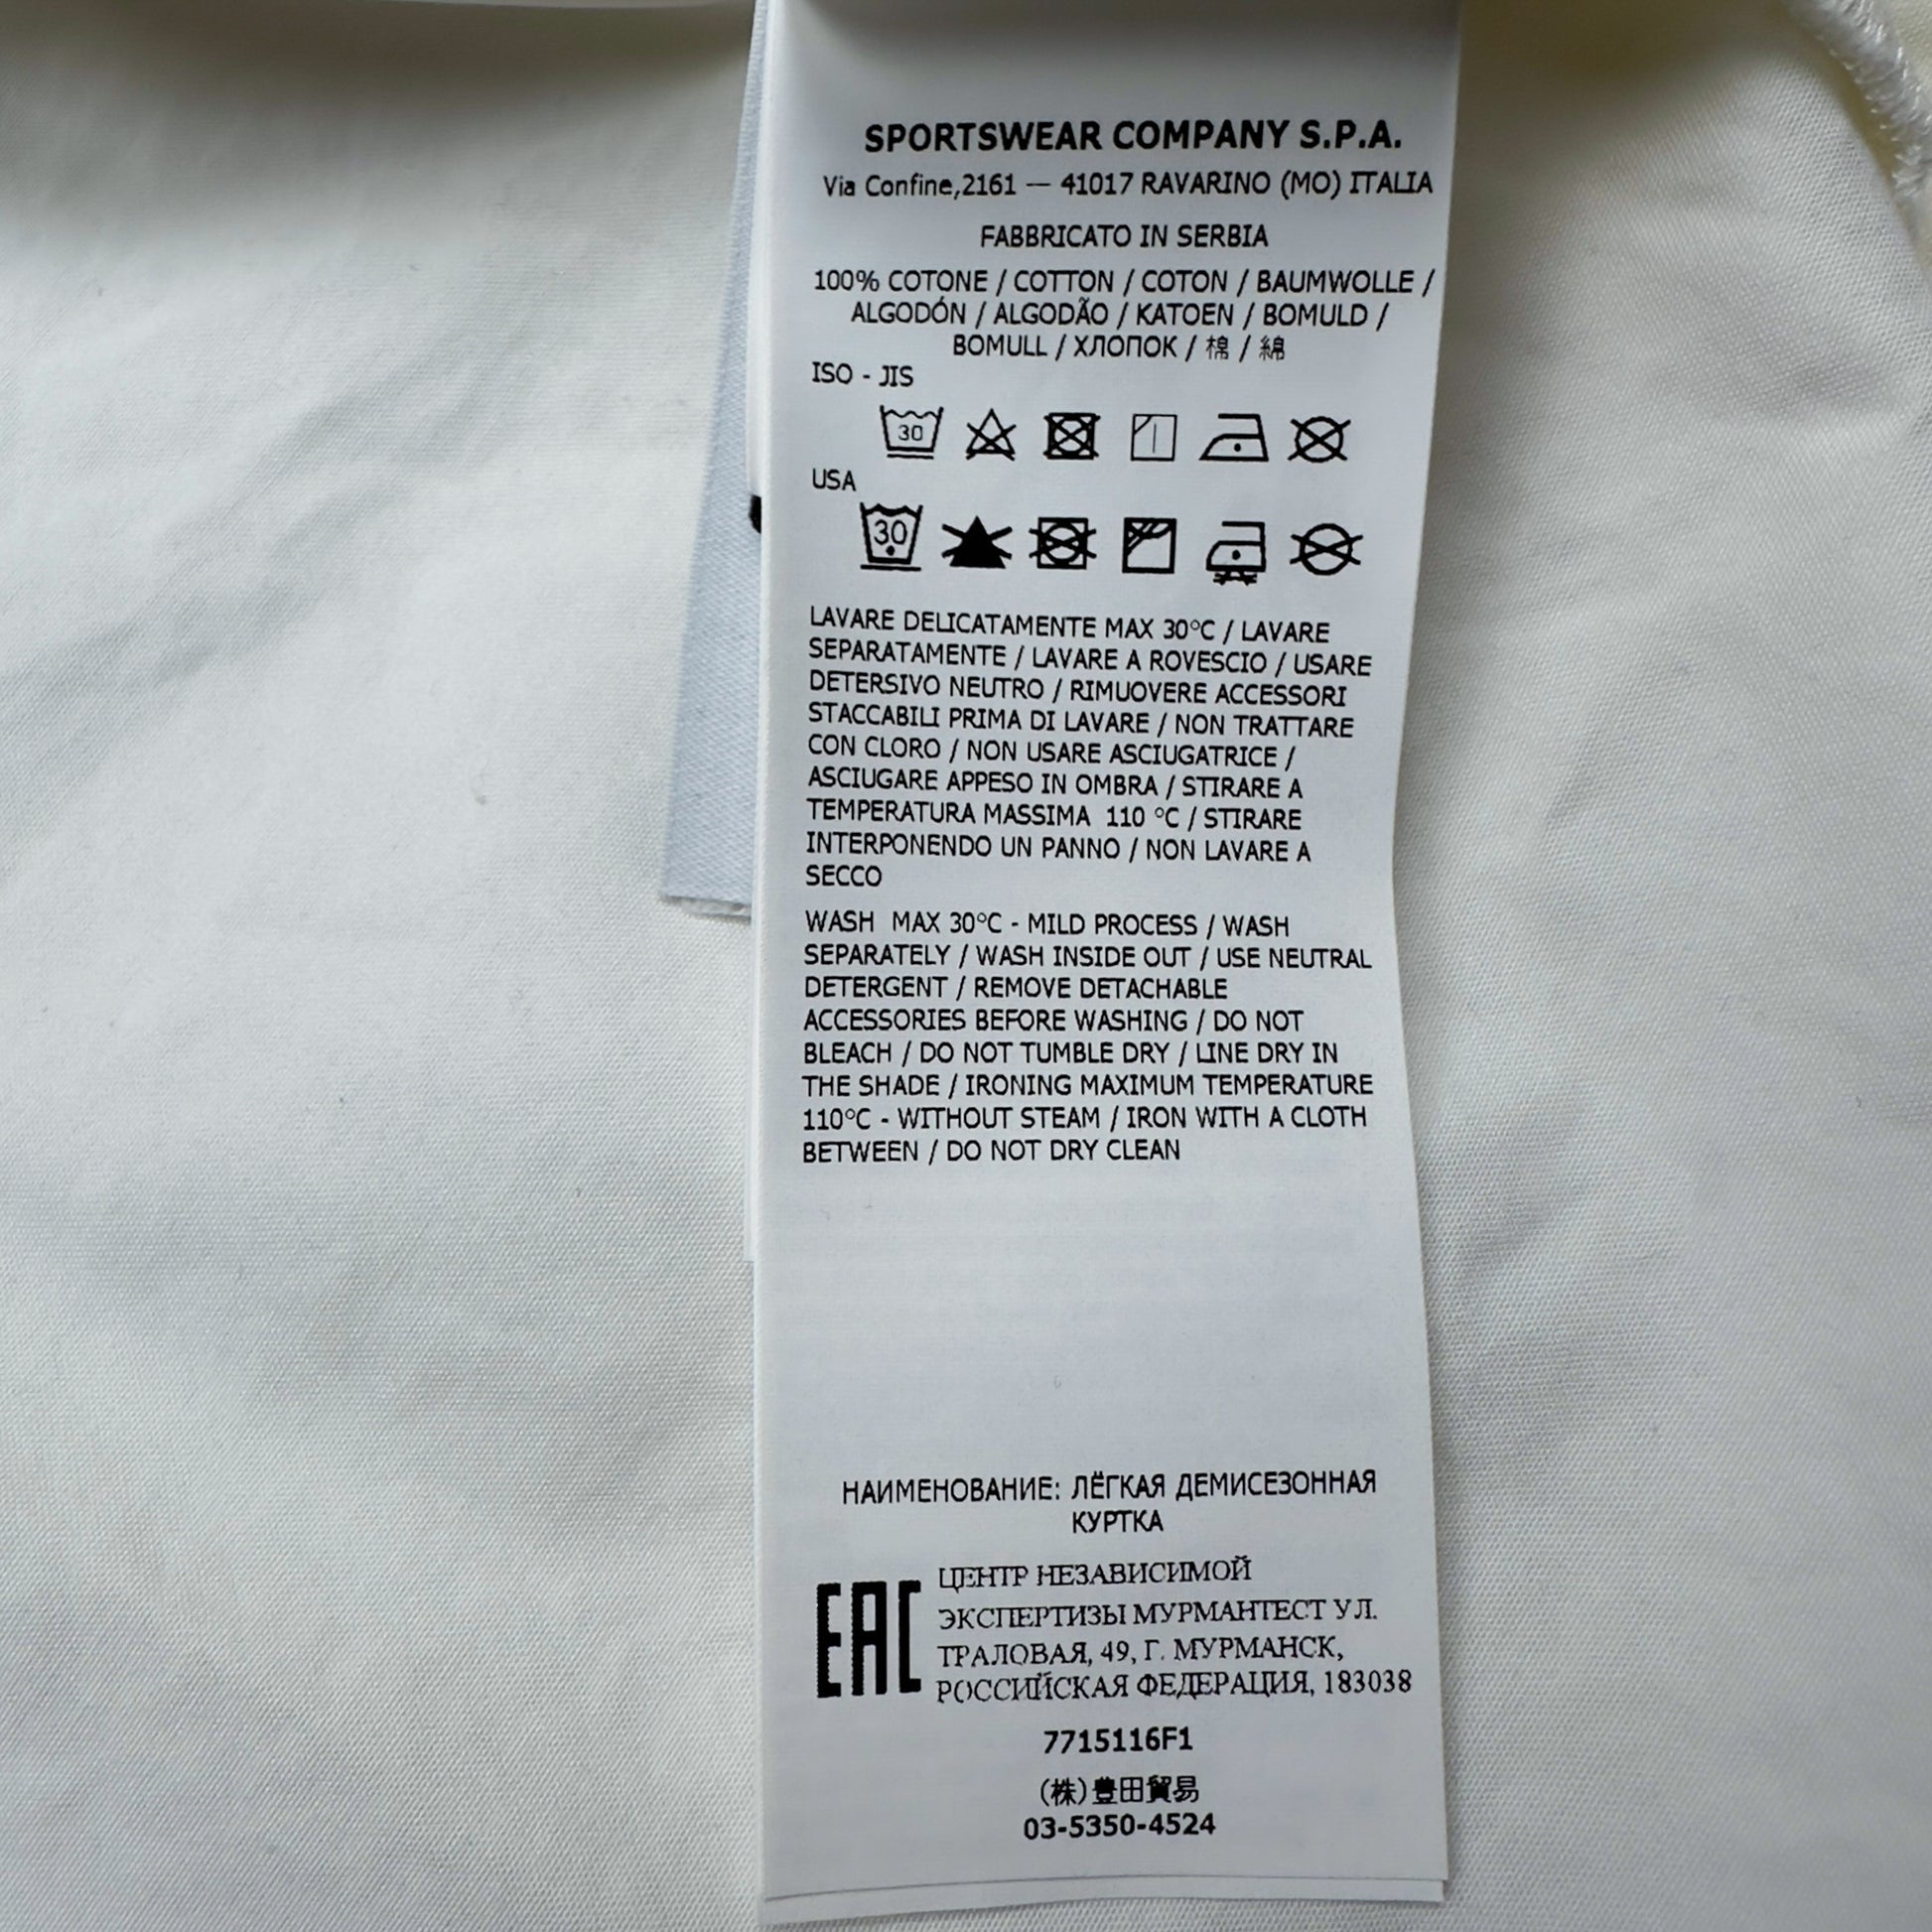 SPORTSWEAR COMPANY S.P.A.
Via Confine,2161 — 41017 RAVARINO (MO) ITALIA
FABBRICATO IN SERBIA
100% COTONE / COTTON / COTON / BAUMWOLLE /
ALGODÓN / ALGODÃO / KATOEN / BOMULD /
BOMULL / ХЛОПОК / 棉 / 綿
ISO - JIS
30
USA
30
LAVARE DELICATAMENTE MAX 30°C / LAVARE
SEPARATAMENTE / LAVARE A ROVESCIO / USARE
DETERSIVO NEUTRO / RIMUOVERE ACCESSORI
STACCABILI PRIMA DI LAVARE / NON TRATTARE
CON CLORO / NON USARE ASCIUGATRICE /
ASCIUGARE APPESO IN OMBRA / STIRARE A
TEMPERATURA MASSIMA 110 °C / STIRARE
INTERPONENDO UN PANNO / NON LAVARE A
SECCO
WASH MAX 30°C - MILD PROCESS / WASH
SEPARATELY / WASH INSIDE OUT / USE NEUTRAL
DETERGENT / REMOVE DETACHABLE
ACCESSORIES BEFORE WASHING / DO NOT
BLEACH / DO NOT TUMBLE DRY / LINE DRY IN
THE SHADE / IRONING MAXIMUM TEMPERATURE
110°C - WITHOUT STEAM / IRON WITH A CLOTH
BETWEEN / DO NOT DRY CLEAN
НАИМЕНОВАНИЕ: ЛЁГКАЯ ДЕМИСЕЗОННАЯ
КУРТКА
EAC
ЦЕНТР НЕЗАВИСИМОЙ
ЭКСПЕРТИЗЫ МУРМАНТЕСТ УЛ.
ТРАЛОВАЯ, 49, Г. МУРМАНСК,
РОССИЙСКАЯ ФЕДЕРАЦИЯ, 183038
7715116F1
(株)豊田貿易
03-5350-4524